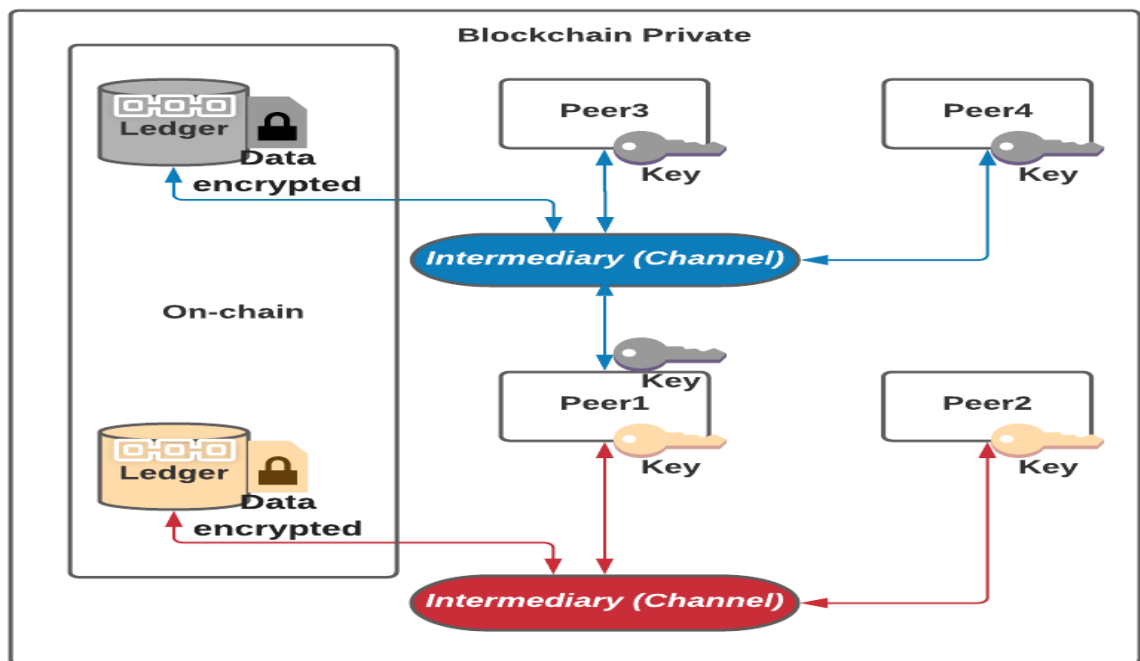 Blockchain Private
Ledger
Data
encrypted
Peer3
Key
Peer4
Key
Intermediary (Channel)
On-chain
Key
Peer1
Key
Peer2
Key
Ledger
Data
encrypted
Intermediary (Channel)